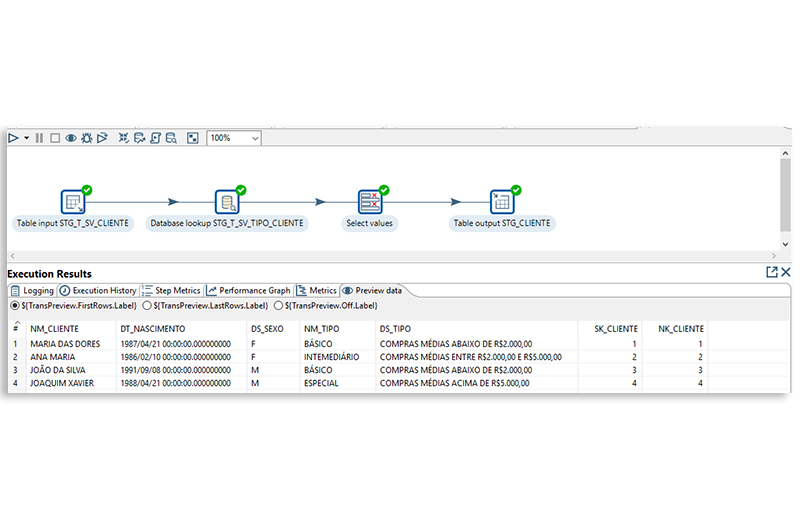 100%
Table input STG_T_SV_CLIENTE
Database lookup STG_T_SV_TIPO_CLIENTE
Select values
Table output STG_CLIENTE
Execution Results
Logging Execution History Step Metrics Performance Graph Metrics Preview data
${TransPreview.FirstRows.Label} ${TransPreview.LastRows.Label} ${TransPreview.Off.Label}
# NM_CLIENTE DT_NASCIMENTO DS_SEXO NM_TIPO DS_TIPO SK_CLIENTE NK_CLIENTE
1 MARIA DAS DORES 1987/04/21 00:00:00.000000000 F BÁSICO COMPRAS MÉDIAS ABAIXO DE R$2.000,00 1 1
2 ANA MARIA 1986/02/10 00:00:00.000000000 F INTEMEDIÁRIO COMPRAS MÉDIAS ENTRE R$2.000,00 E R$5.000,00 2 2
3 JOÃO DA SILVA 1991/09/08 00:00:00.000000000 M BÁSICO COMPRAS MÉDIAS ABAIXO DE R$2.000,00 3 3
4 JOAQUIM XAVIER 1988/04/21 00:00:00.000000000 M ESPECIAL COMPRAS MÉDIAS ACIMA DE R$5.000,00 4 4